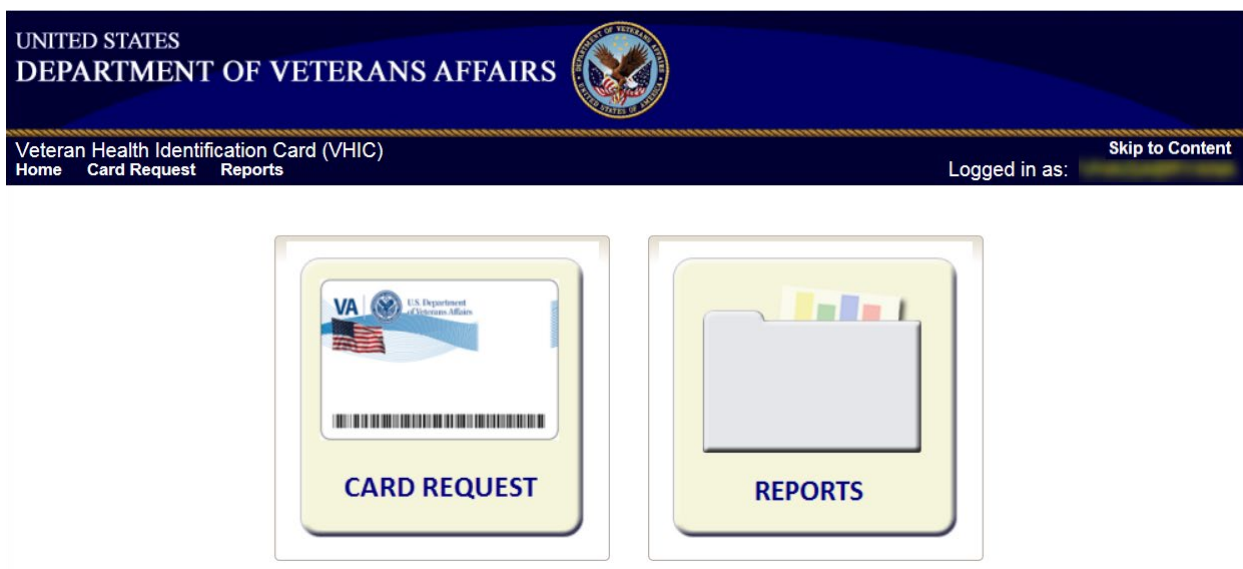 UNITED STATES
DEPARTMENT OF VETERANS AFFAIRS
Veteran Health Identification Card (VHIC)
Skip to Content
Home Card Request Reports
Logged in as:
VA
U.S. Department
of Veterans Affairs
CARD REQUEST
REPORTS